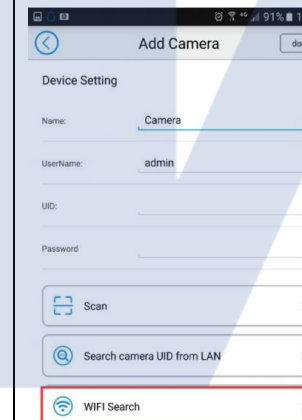 91%
Add Camera
Device Setting
Name: Camera
UserName: admin
UID:
Password
Scan
Search camera UID from LAN
WIFI Search